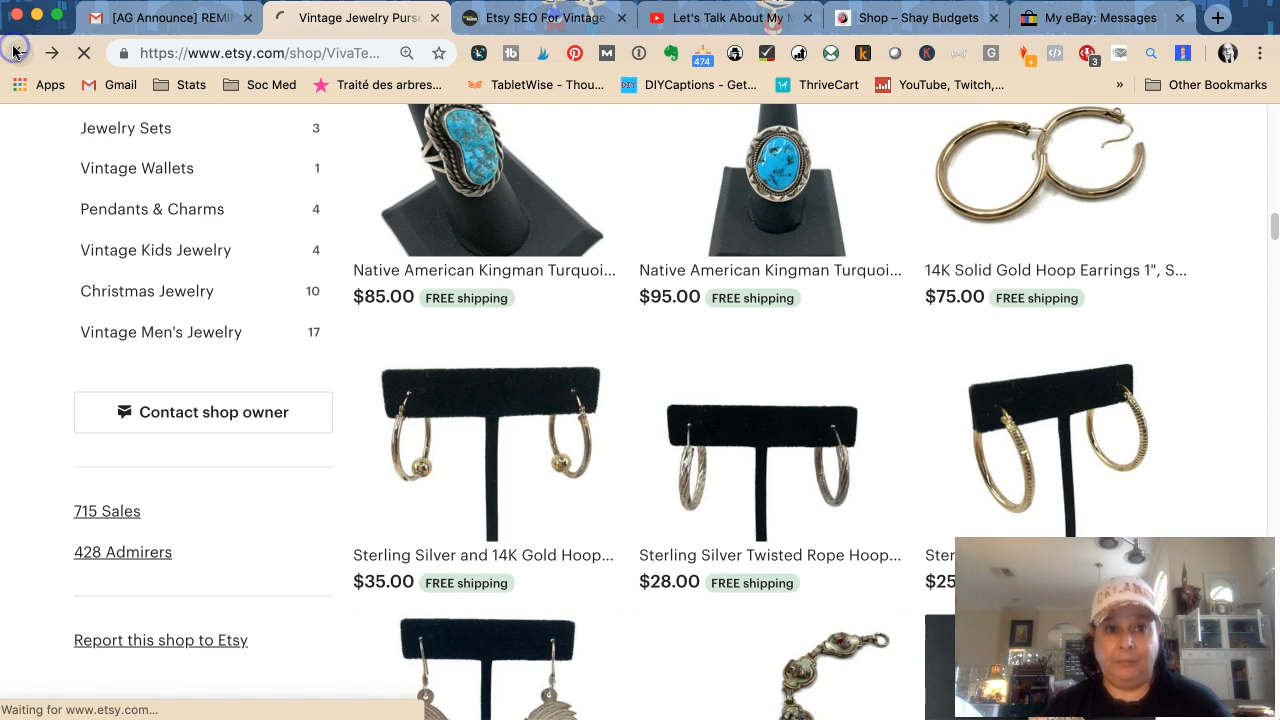 [AG Announce] REMI
Vintage Jewelry Purs
Etsy SEO For Vintage
Let's Talk About My
Shop – Shay Budgets
My eBay: Messages
https://www.etsy.com/shop/VivaTe...
474
3
Apps
Gmail
Stats
Soc Med
Traité des arbres...
TabletWise - Thou...
DIYCaptions - Get...
ThriveCart
YouTube, Twitch,...
»
Other Bookmarks
Jewelry Sets 3
Vintage Wallets 1
Pendants & Charms 4
Vintage Kids Jewelry 4
Christmas Jewelry 10
Vintage Men's Jewelry 17
Contact shop owner
715 Sales
428 Admirers
Report this shop to Etsy
Native American Kingman Turquoi...
$85.00 FREE shipping
Native American Kingman Turquoi...
$95.00 FREE shipping
14K Solid Gold Hoop Earrings 1", S...
$75.00 FREE shipping
Sterling Silver and 14K Gold Hoop...
$35.00 FREE shipping
Sterling Silver Twisted Rope Hoop...
$28.00 FREE shipping
Ster
$25
Waiting for www.etsy.com...